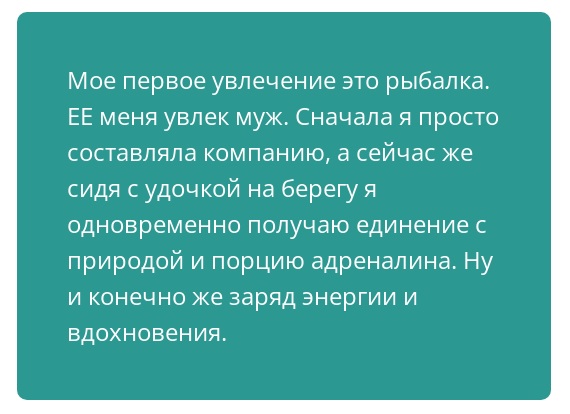 Мое первое увлечение это рыбалка.
ЕЕ меня увлек муж. Сначала я просто
составляла компанию, а сейчас же
сидя с удочкой на берегу я
одновременно получаю единение с
природой и порцию адреналина. Ну
и конечно же заряд энергии и
вдохновения.